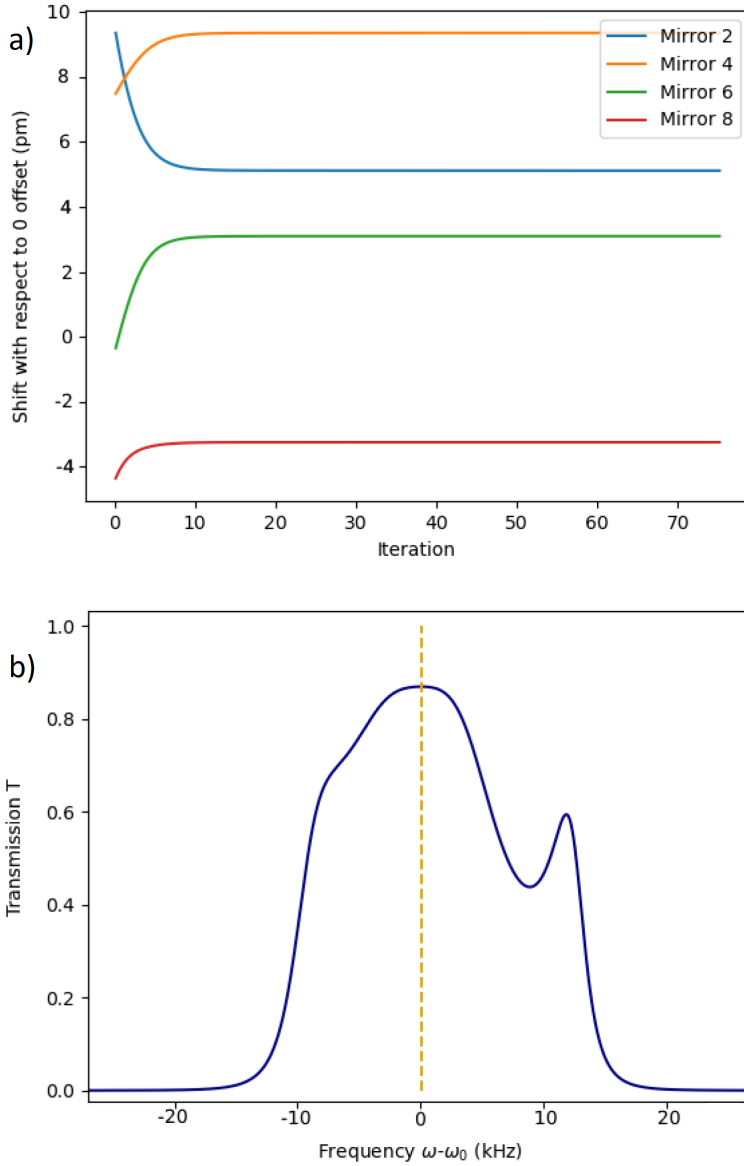 a)
Shift with respect to 0 offset (pm)
10
8
6
4
2
0
-2
-4
Mirror 2
Mirror 4
Mirror 6
Mirror 8
0 10 20 30 40 50 60 70
Iteration
b)
Transmission T
1.0
0.8
0.6
0.4
0.2
0.0
-20 -10 0 10 20
Frequency ω-ω₀ (kHz)